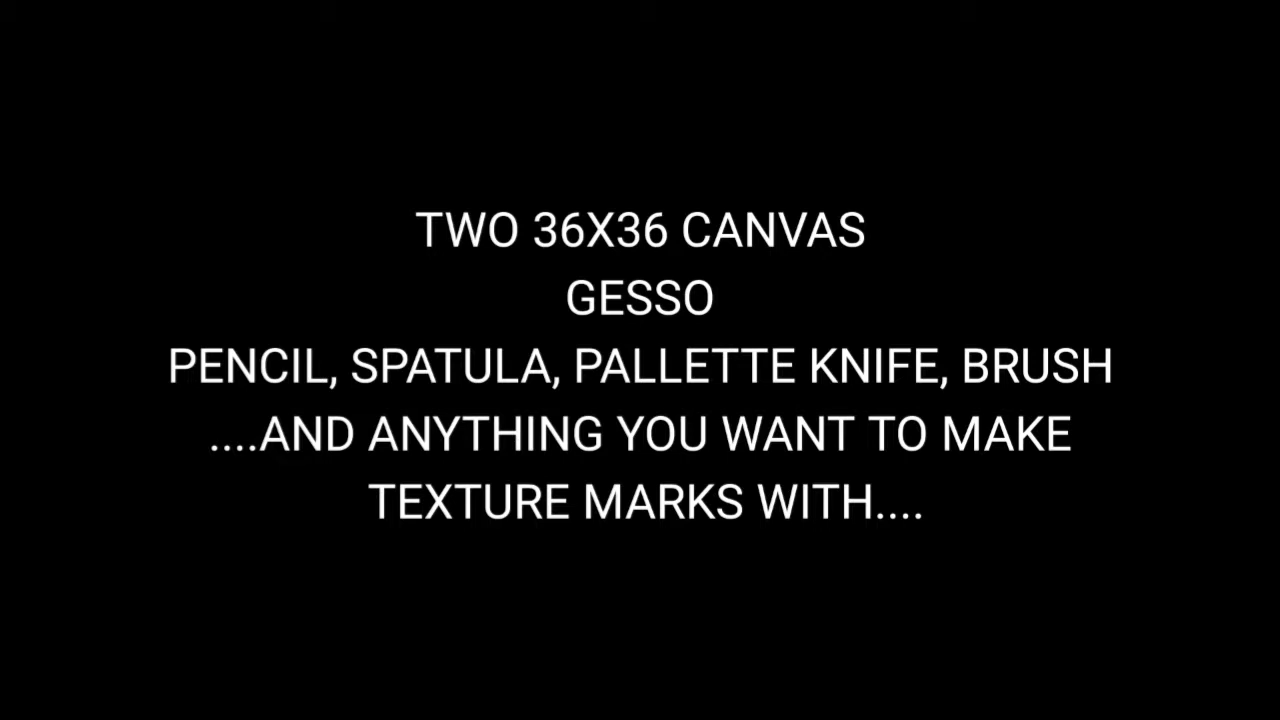 TWO 36X36 CANVAS
GESSO
PENCIL, SPATULA, PALLETTE KNIFE, BRUSH
....AND ANYTHING YOU WANT TO MAKE
TEXTURE MARKS WITH....